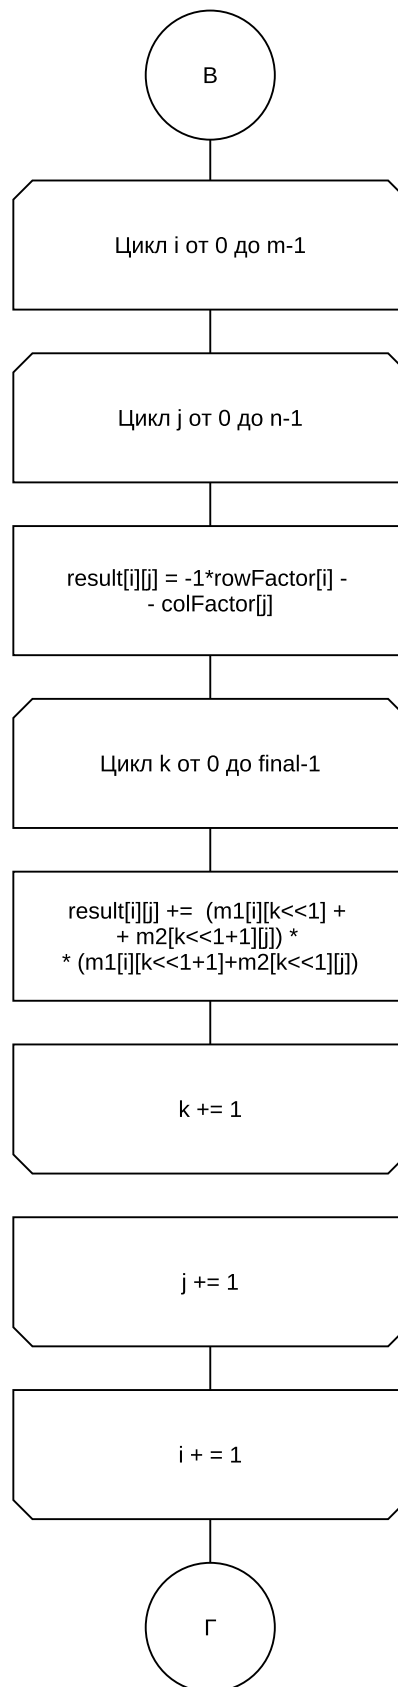 В
Цикл i от 0 до m-1
Цикл j от 0 до n-1
result[i][j] = -1*rowFactor[i] -
- colFactor[j]
Цикл k от 0 до final-1
result[i][j] +=  (m1[i][k<<1] +
+ m2[k<<1+1][j]) *
* (m1[i][k<<1+1]+m2[k<<1][j])
k += 1
j += 1
i + = 1
Г